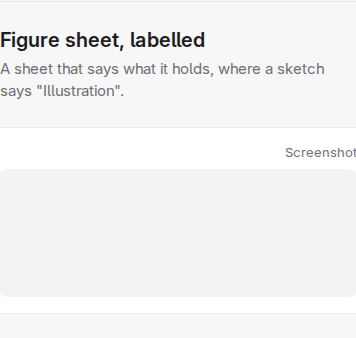 Figure sheet, labelled
A sheet that says what it holds, where a sketch
says "Illustration".
Screenshot